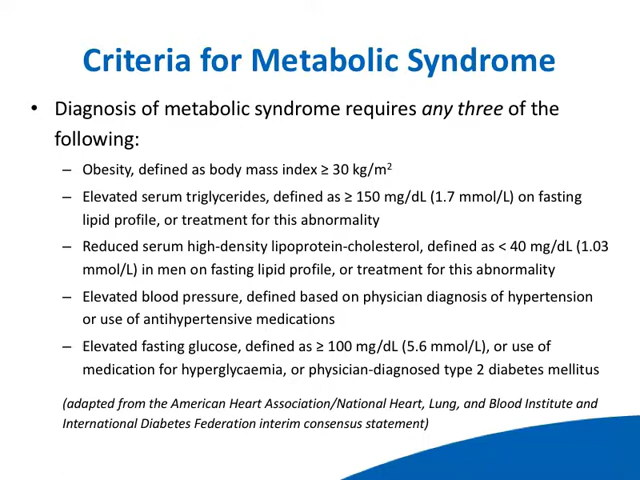 Criteria for Metabolic Syndrome
• Diagnosis of metabolic syndrome requires any three of the
following:
– Obesity, defined as body mass index ≥ 30 kg/m²
– Elevated serum triglycerides, defined as ≥ 150 mg/dL (1.7 mmol/L) on fasting
lipid profile, or treatment for this abnormality
– Reduced serum high-density lipoprotein-cholesterol, defined as < 40 mg/dL (1.03
mmol/L) in men on fasting lipid profile, or treatment for this abnormality
– Elevated blood pressure, defined based on physician diagnosis of hypertension
or use of antihypertensive medications
– Elevated fasting glucose, defined as ≥ 100 mg/dL (5.6 mmol/L), or use of
medication for hyperglycaemia, or physician-diagnosed type 2 diabetes mellitus
(adapted from the American Heart Association/National Heart, Lung, and Blood Institute and
International Diabetes Federation interim consensus statement)